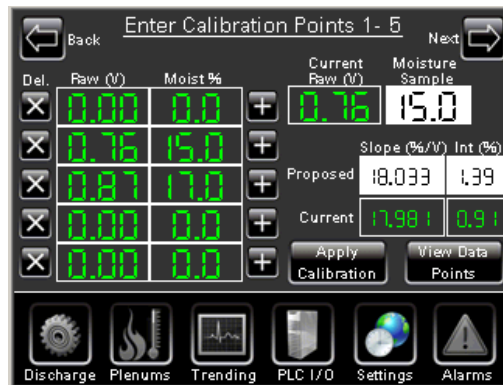 Enter Calibration Points 1- 5
Back
Next
Del. Raw (V) Moist %
Current Raw (V)
Moisture Sample
X 0.00 0.0 +
0.76 15.0
X 0.76 15.0 +
X 0.87 17.0 +
X 0.00 0.0 +
X 0.00 0.0 +
Slope (%/V) Int (%)
Proposed 18.033 1.39
Current 17.981 0.91
Apply Calibration
View Data Points
Discharge Plenums Trending PLC I/O Settings Alarms